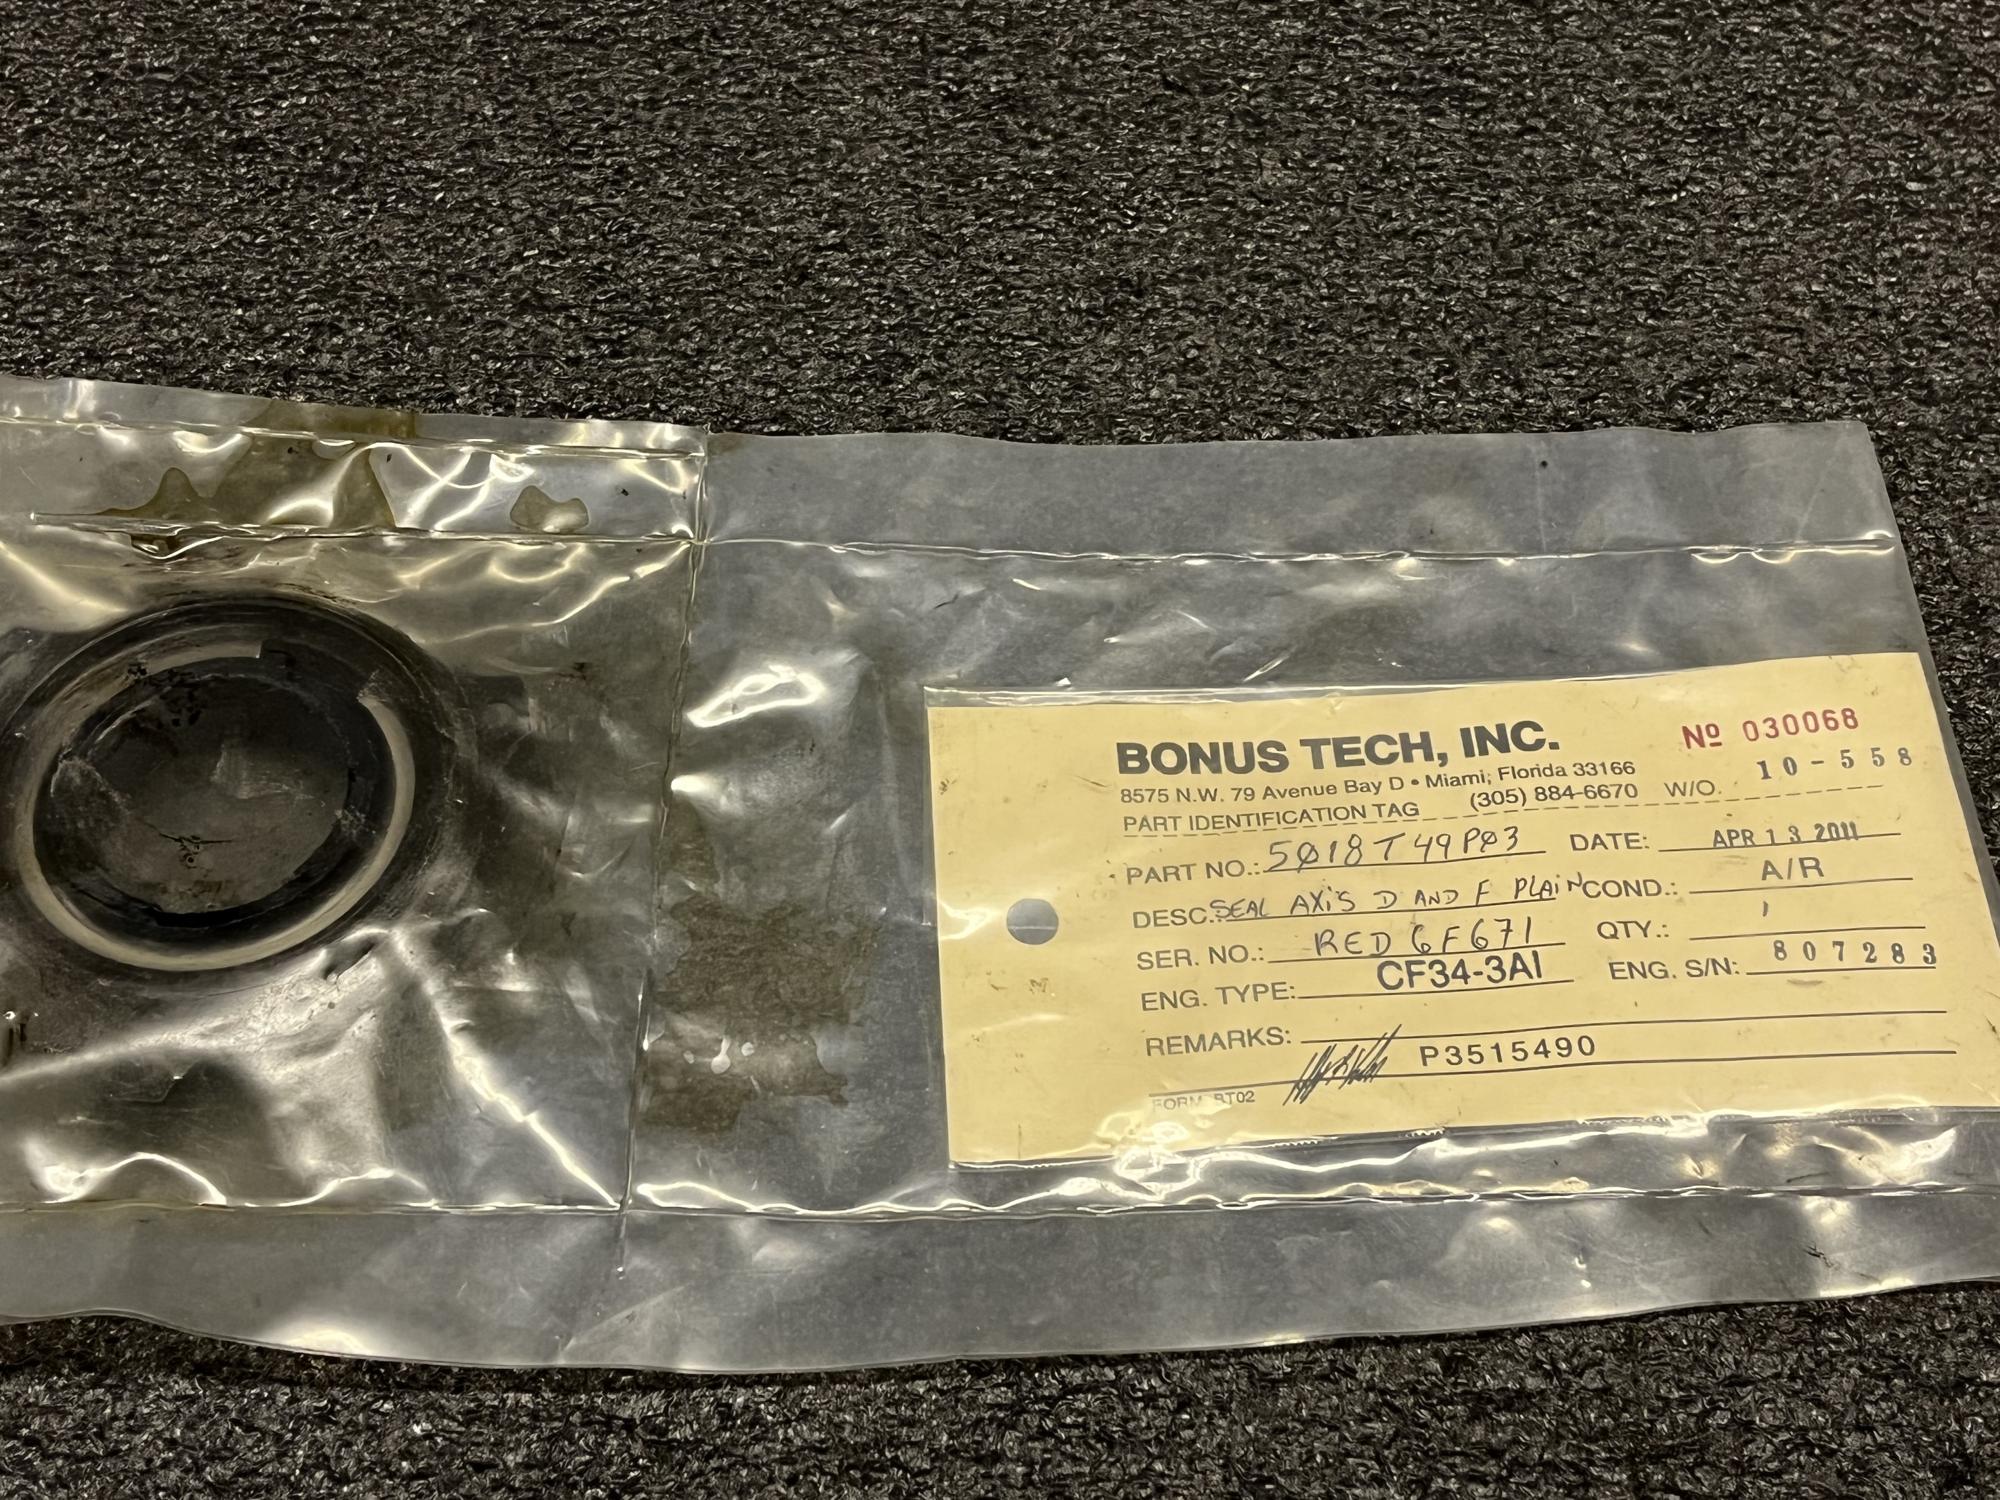 BONUS TECH, INC.
Nº 030068
8575 N.W. 79 Avenue Bay D • Miami, Florida 33166
PART IDENTIFICATION TAG (305) 884-6670 W/O. 10-558
PART NO.: 5Ø18T49PØ3 DATE: APR 13 2011
DESC.: SEAL AXIS D AND F PLAIN COND.: A/R
SER. NO.: RED6F671 QTY.: 1
ENG. TYPE: CF34-3A1 ENG. S/N: 807283
REMARKS:
P3515490
FORM BT02